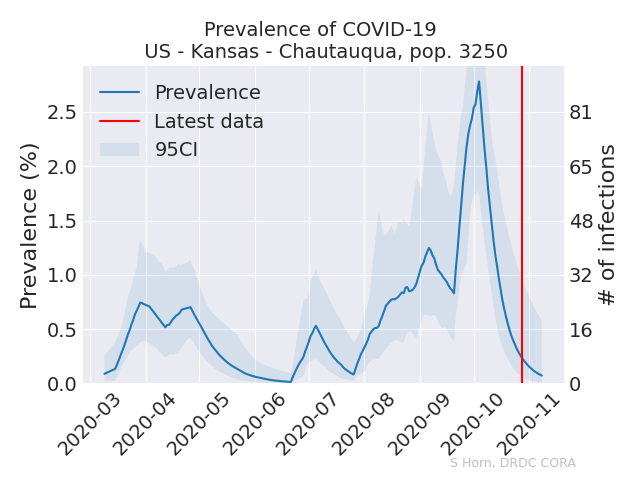 Prevalence of COVID-19
US - Kansas - Chautauqua, pop. 3250
Prevalence
Latest data
95CI
Prevalence (%)
2.5
2.0
1.5
1.0
0.5
0.0
81
65
48
32
16
0
# of infections
2020-03
2020-04
2020-05
2020-06
2020-07
2020-08
2020-09
2020-10
2020-11
S Horn, DRDC CORA